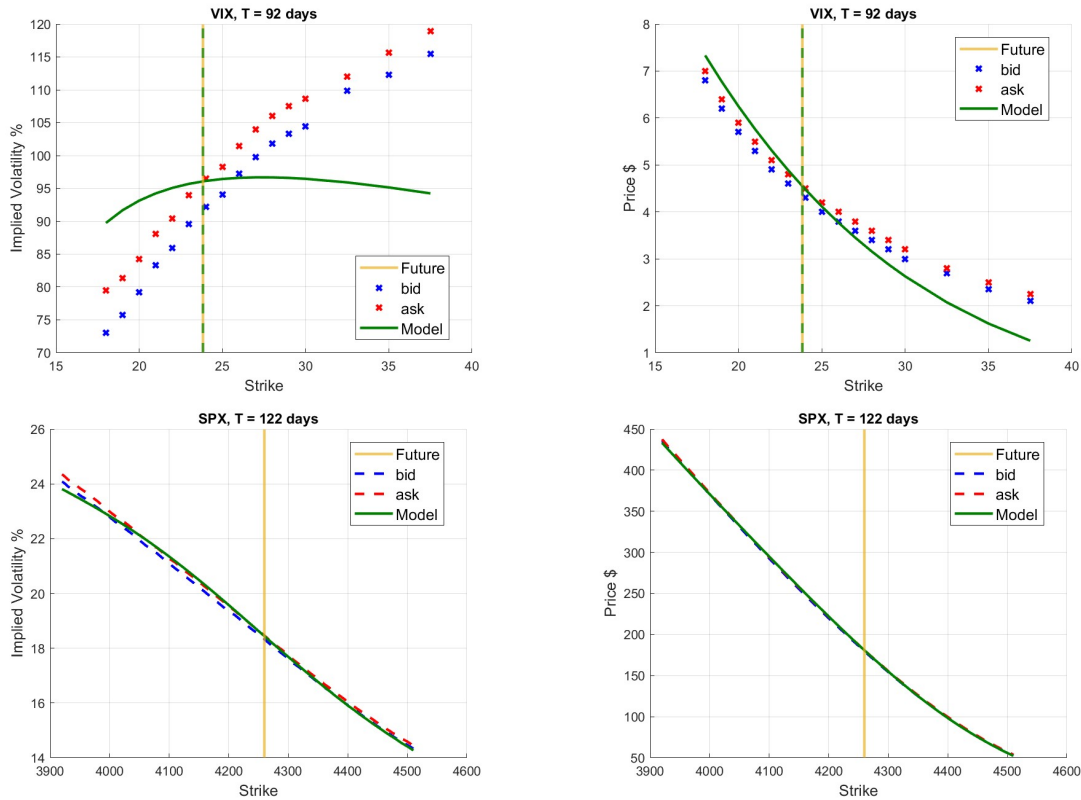 VIX, T = 92 days
120
115
110
105
100
95
90
85
80
75
70
15 20 25 30 35 40
Implied Volatility %
Strike
Future
bid
ask
Model
VIX, T = 92 days
8
7
6
5
4
3
2
1
15 20 25 30 35 40
Price $
Strike
Future
bid
ask
Model
SPX, T = 122 days
26
24
22
20
18
16
14
3900 4000 4100 4200 4300 4400 4500 4600
Implied Volatility %
Strike
Future
bid
ask
Model
SPX, T = 122 days
450
400
350
300
250
200
150
100
50
3900 4000 4100 4200 4300 4400 4500 4600
Price $
Strike
Future
bid
ask
Model